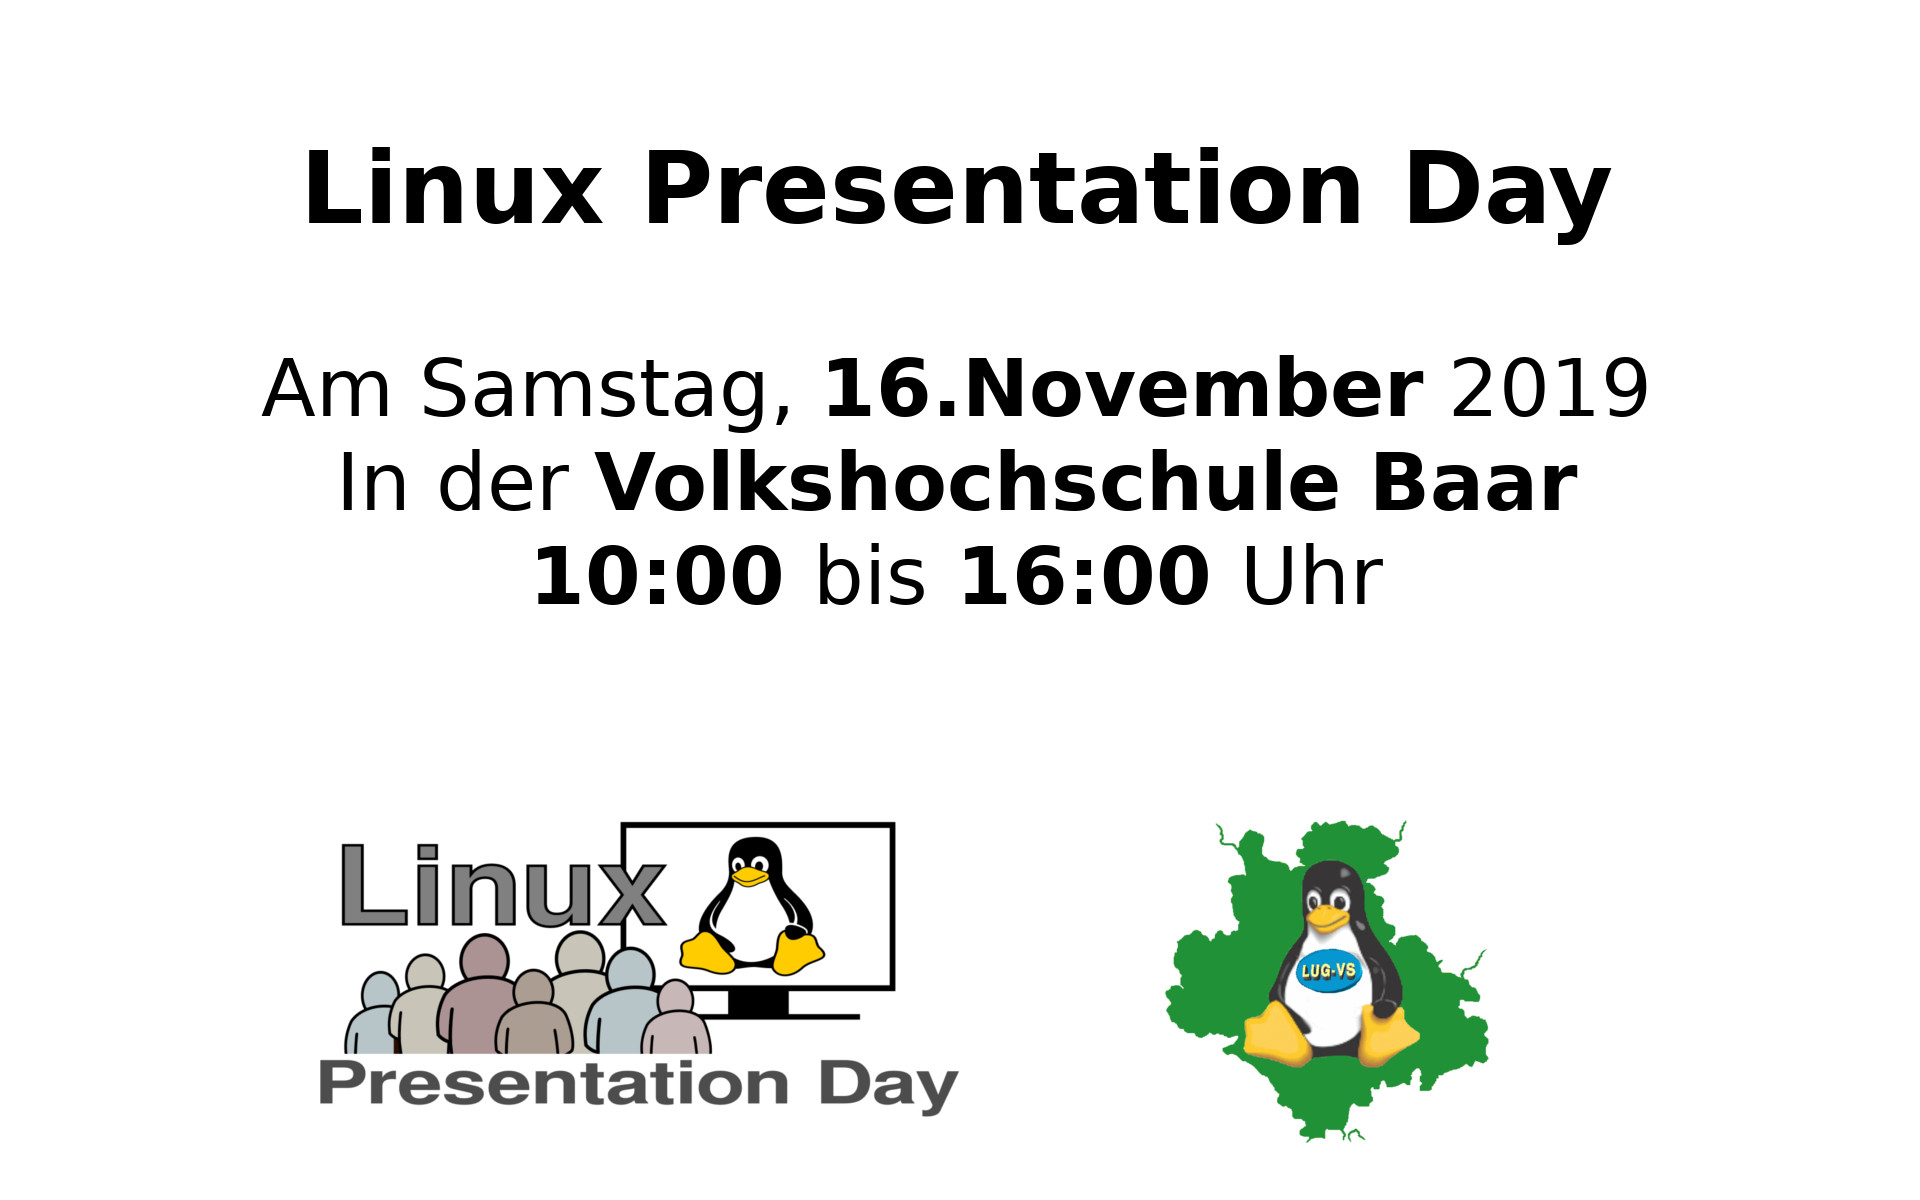 Linux Presentation Day
Am Samstag, 16.November 2019
In der Volkshochschule Baar
10:00 bis 16:00 Uhr
Linux
Presentation Day
LUG-VS